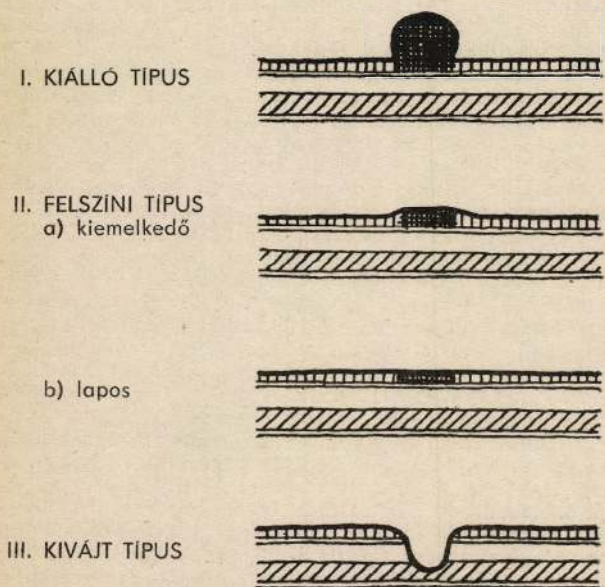 I. KIÁLLÓ TÍPUS
II. FELSZÍNI TÍPUS
a) kiemelkedő
b) lapos
III. KIVÁJT TÍPUS